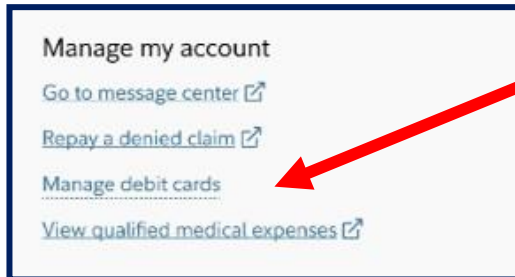 Manage my account
Go to message center
Repay a denied claim
Manage debit cards
View qualified medical expenses